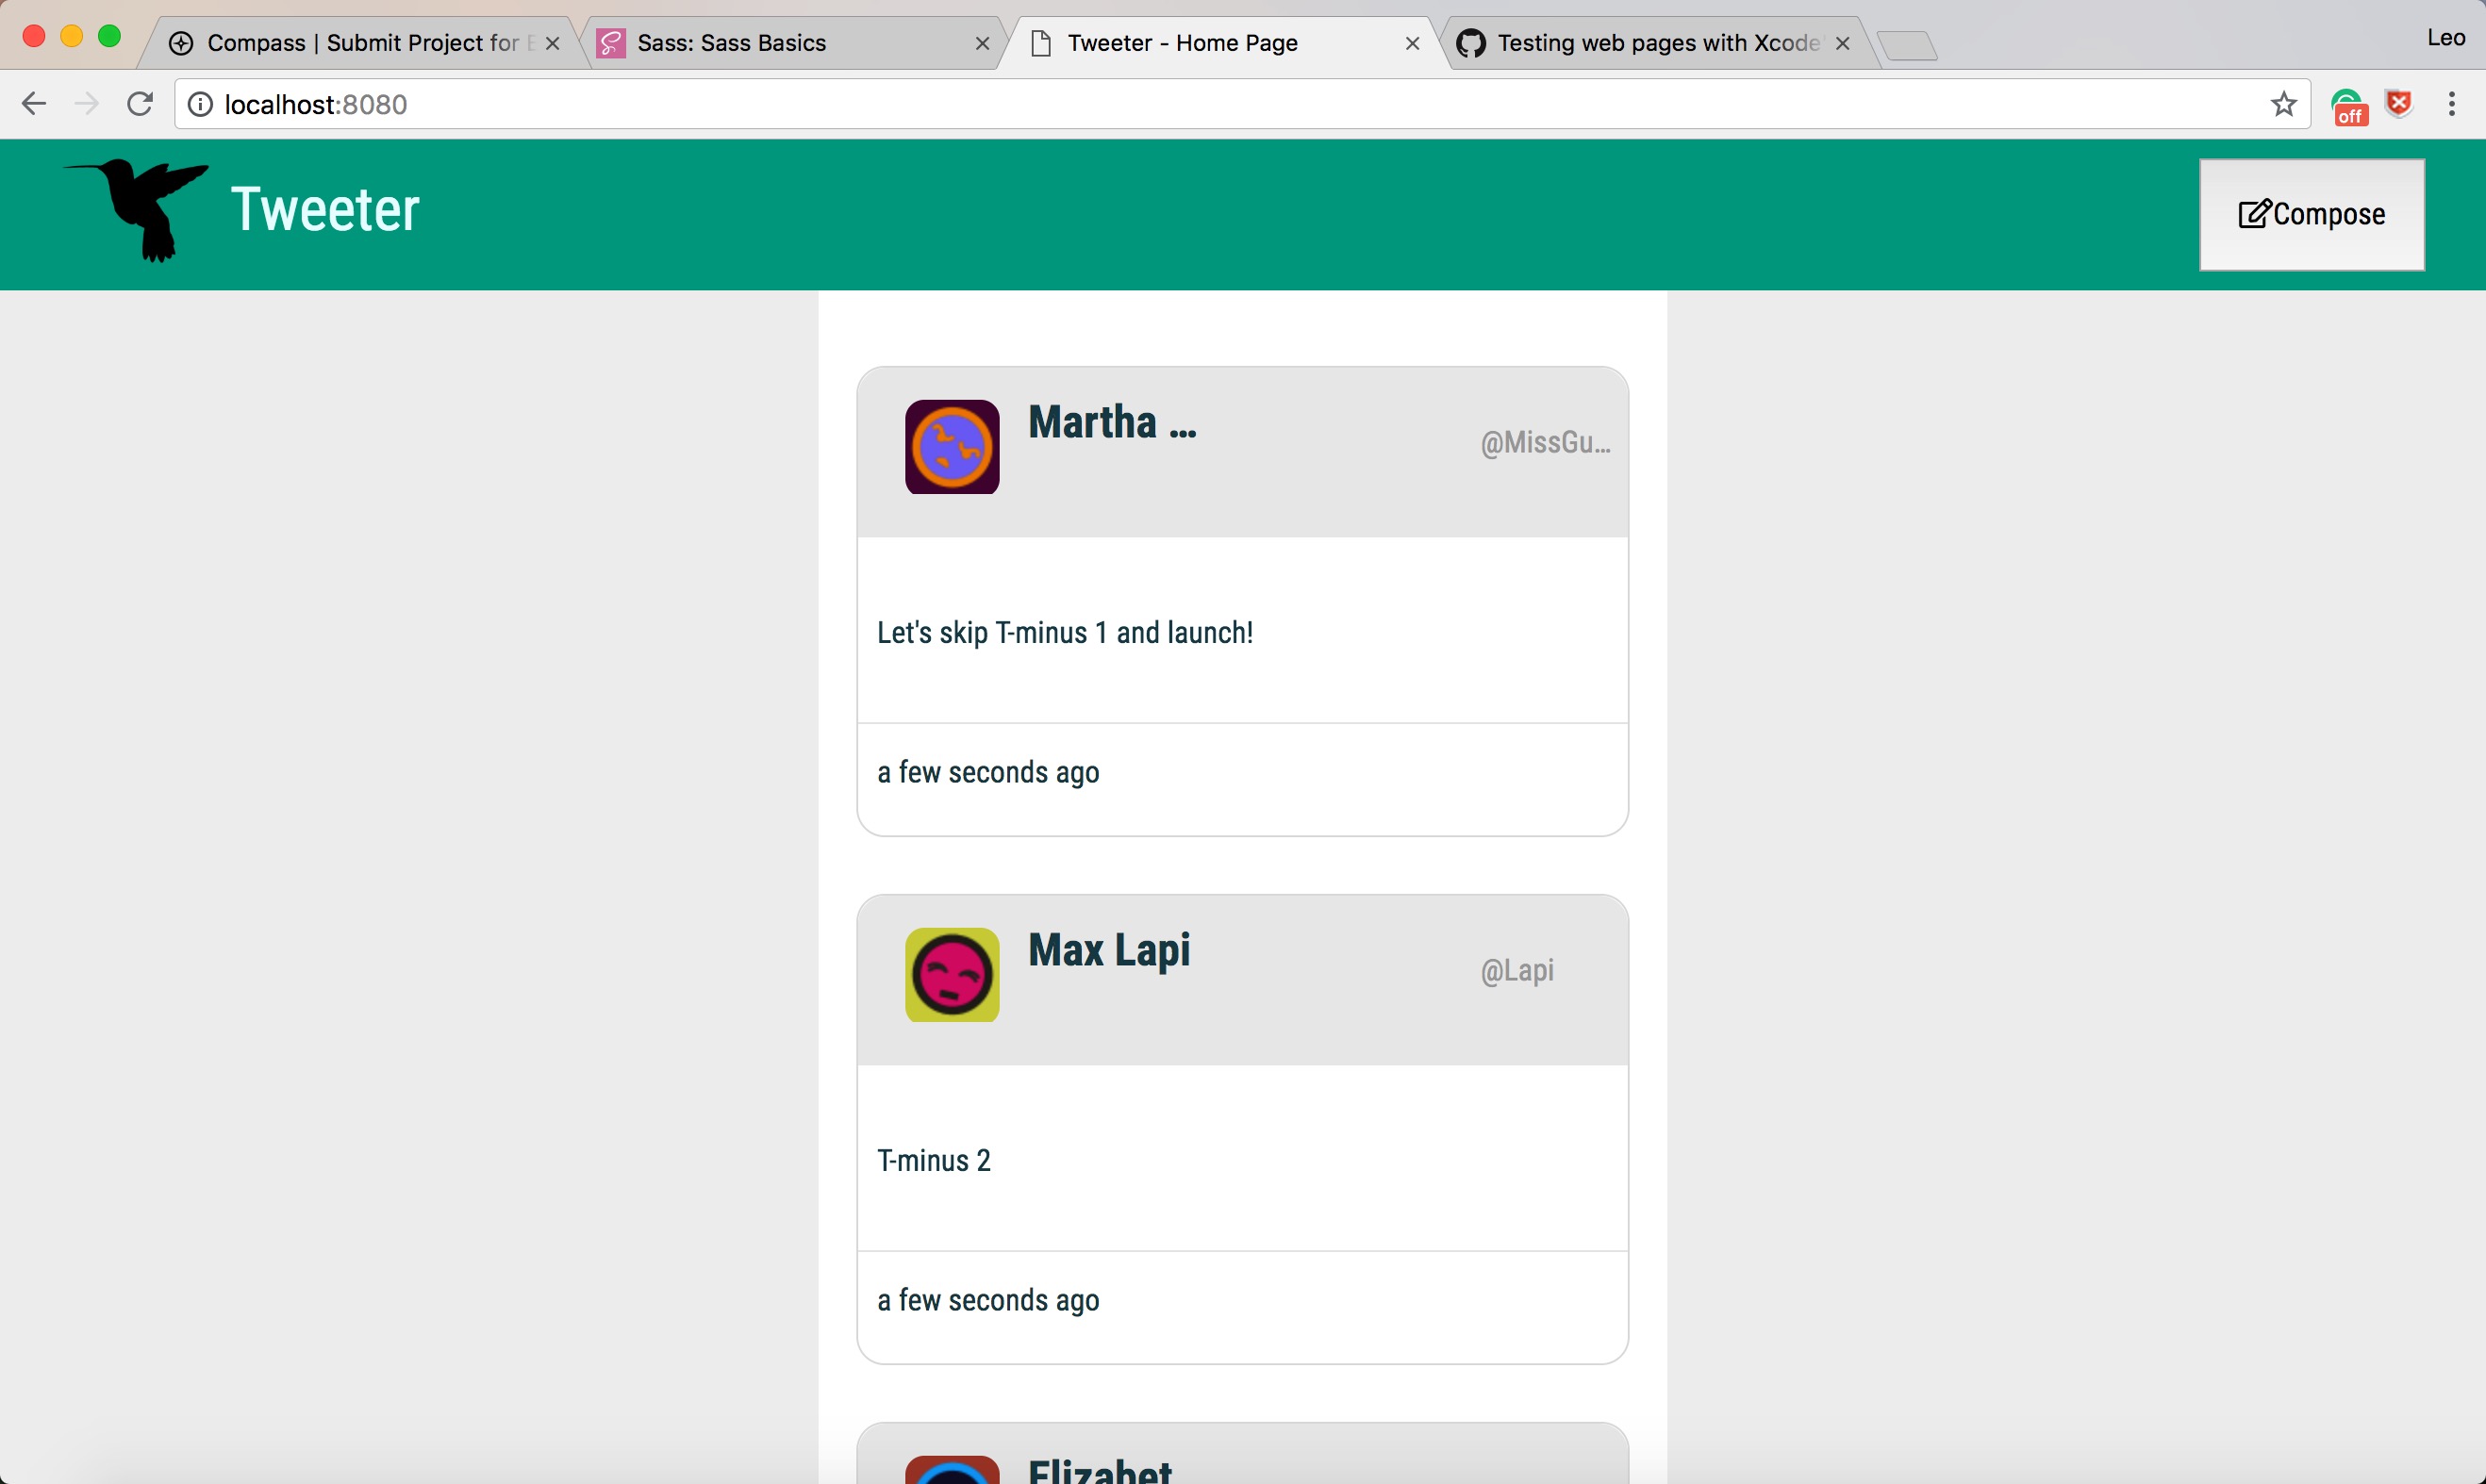 Compass | Submit Project for
Sass: Sass Basics
Tweeter - Home Page
Testing web pages with Xcode'
Leo
localhost:8080
off
Tweeter
Compose
Martha ...
@MissGu...
Let's skip T-minus 1 and launch!
a few seconds ago
Max Lapi
@Lapi
T-minus 2
a few seconds ago
Elizabet